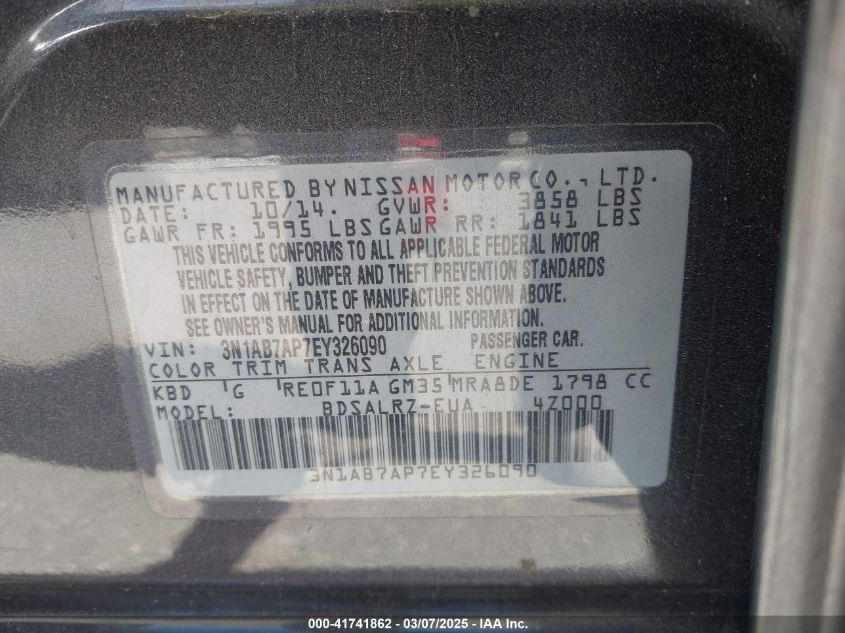 MANUFACTURED BY NISSAN MOTOR CO., LTD.
DATE: 10/14. GVWR: 3858 LBS
GAWR FR: 1995 LBS GAWR RR: 1841 LBS
THIS VEHICLE CONFORMS TO ALL APPLICABLE FEDERAL MOTOR
VEHICLE SAFETY, BUMPER AND THEFT PREVENTION STANDARDS
IN EFFECT ON THE DATE OF MANUFACTURE SHOWN ABOVE.
SEE OWNER'S MANUAL FOR ADDITIONAL INFORMATION.
VIN: 3N1AB7AP7EY326090 PASSENGER CAR.
COLOR TRIM TRANS AXLE ENGINE
KBD 'G 'RE0F11A GM35 'MRA8DE 1798 CC
MODEL: BDSALRZ-EUA 4Z000
3N1AB7AP7EY326090
000-41741862 - 03/07/2025 - © IAA Holdings, LLC.